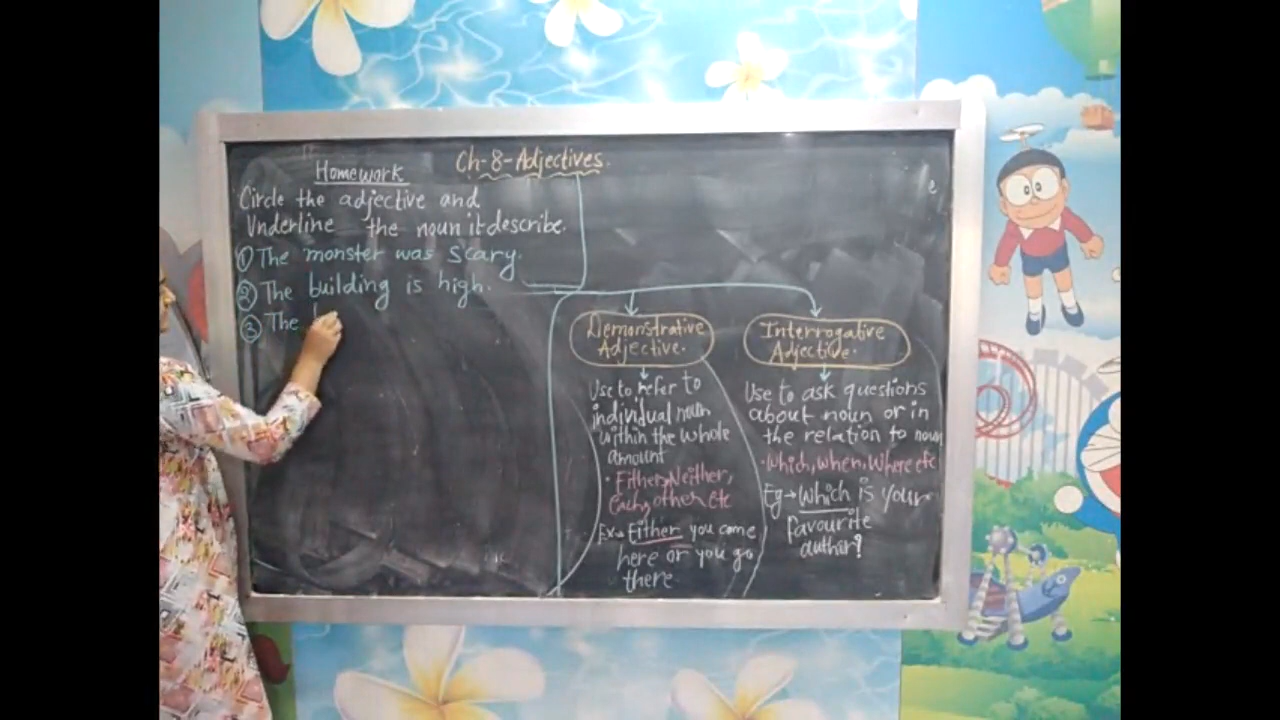 Ch-8-Adjectives.
Homework
Circle the adjective and
Underline the noun it describe.
① The monster was scary.
② The building is high.
③ The
Demonstrative
Adjective.
Use to refer to
individual noun
within the whole
amount
• Either, Neither,
Each, other etc
Ex→ Either you come
here or you go
there
Interrogative
Adjective.
Use to ask questions
about noun or in
the relation to noun
• Which, when, Where etc
Eg→ Which is your
favourite
author?